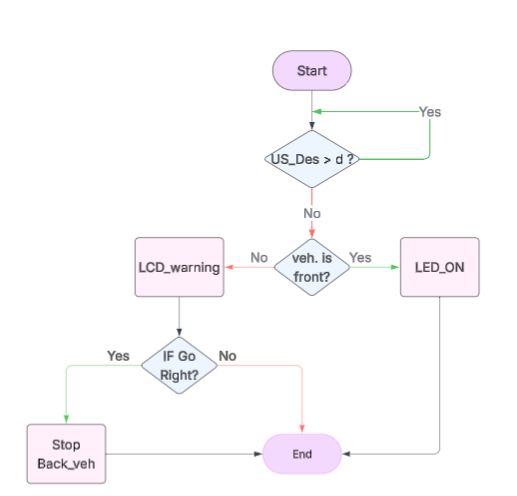 Start
Yes
US_Des > d ?
No
No
veh. is
front?
Yes
LCD_warning
LED_ON
Yes
IF Go
Right?
No
Stop
Back_veh
End